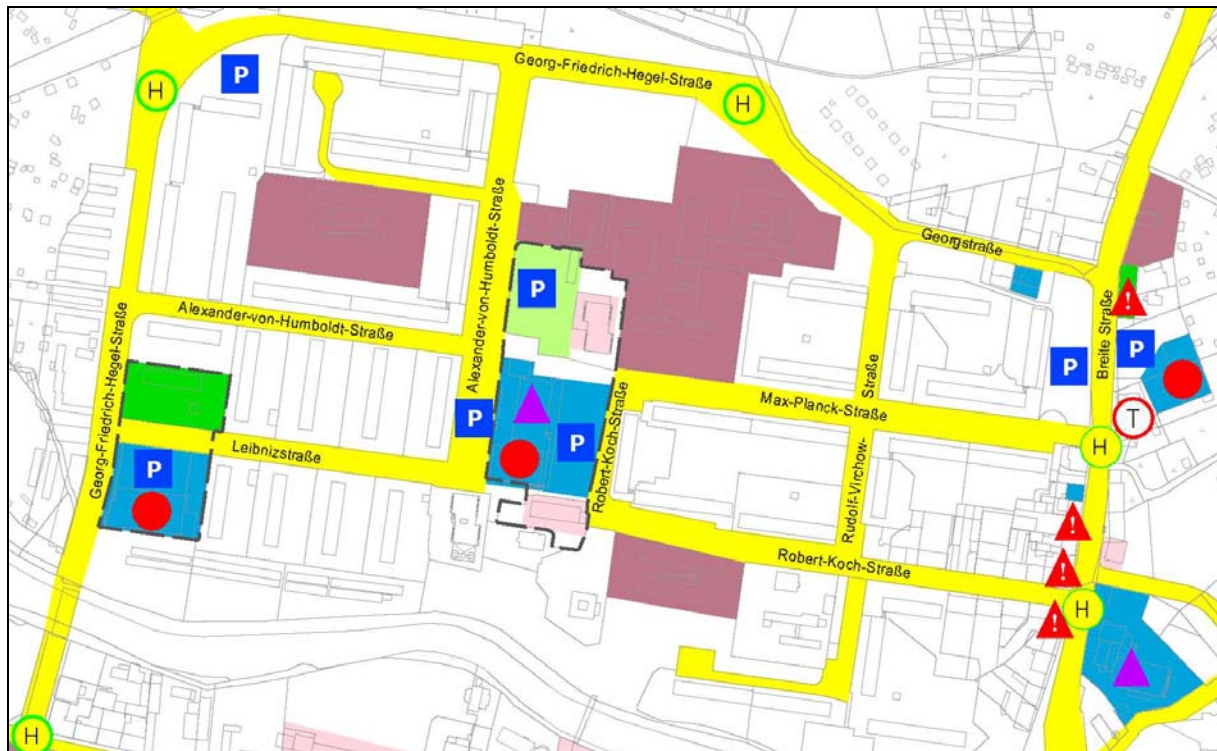 P
H
Georg-Friedrich-Hegel-Straße
H
Georgstraße
P
Alexander-von-Humboldt-Straße
Alexander-von-Humboldt-Straße
!
Breite Straße
P
P
Georg-Friedrich-Hegel-Straße
Max-Planck-Straße
Straße
Rudolf-Virchow-
P
P
T
H
Leibnizstraße
P
Robert-Koch-Straße
!
Robert-Koch-Straße
!
H
!
H